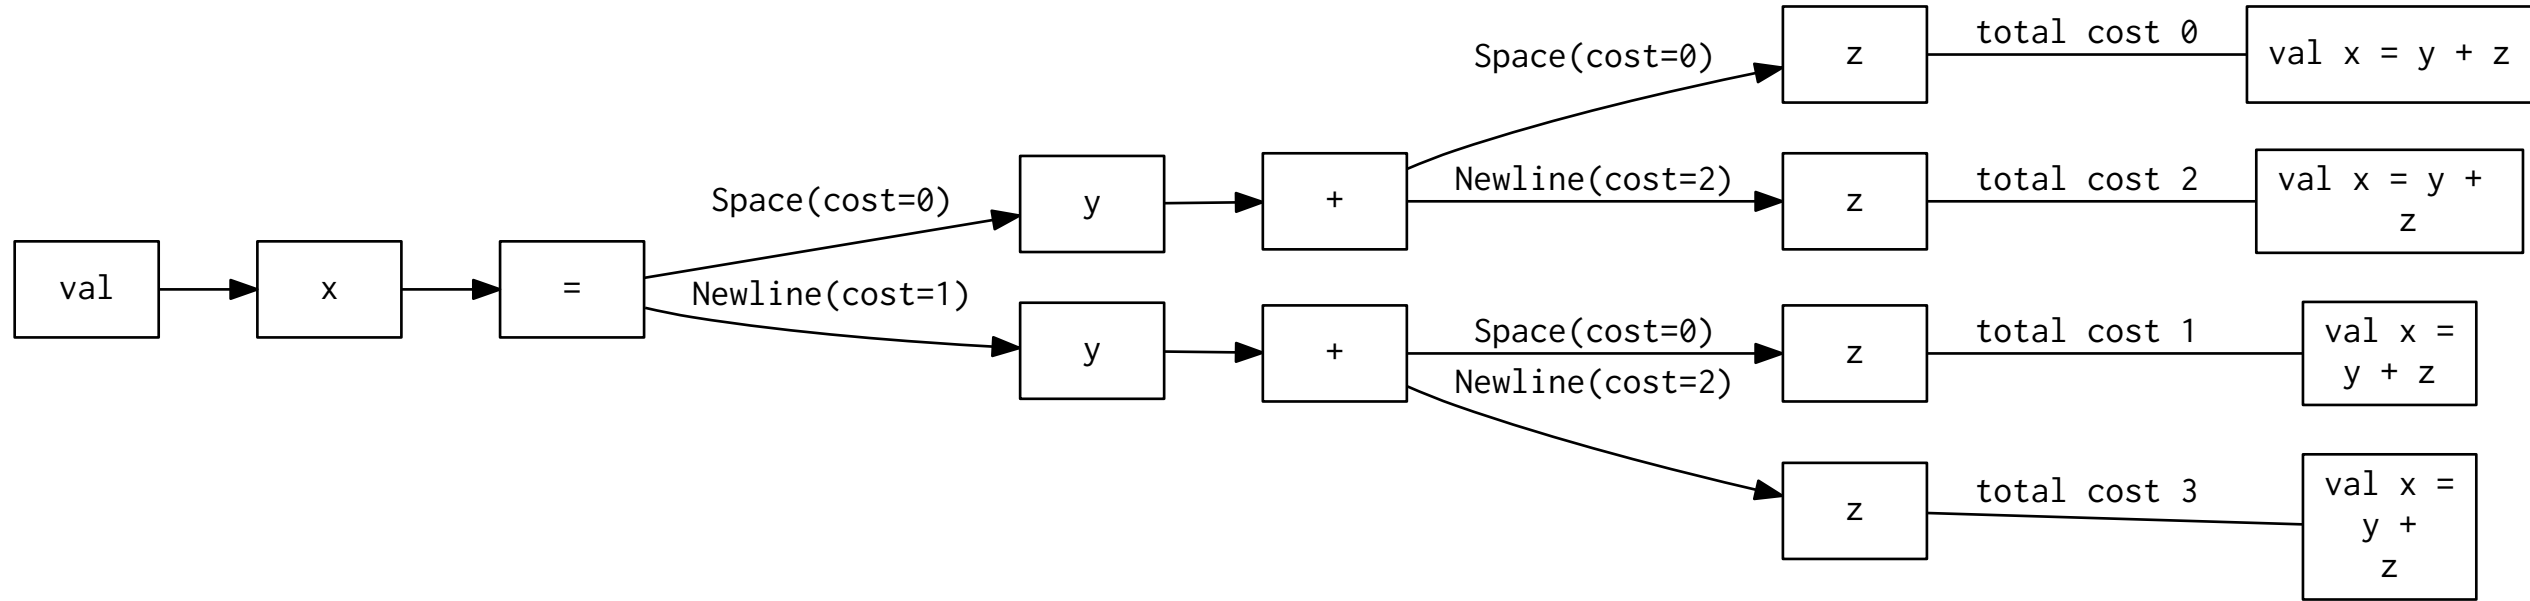 val
x
=
Space(cost=0)
Newline(cost=1)
y
+
Space(cost=0)
Newline(cost=2)
z
total cost 0
val x = y + z
z
total cost 2
val x = y +
z
y
+
Space(cost=0)
Newline(cost=2)
z
total cost 1
val x =
y + z
z
total cost 3
val x =
y +
z